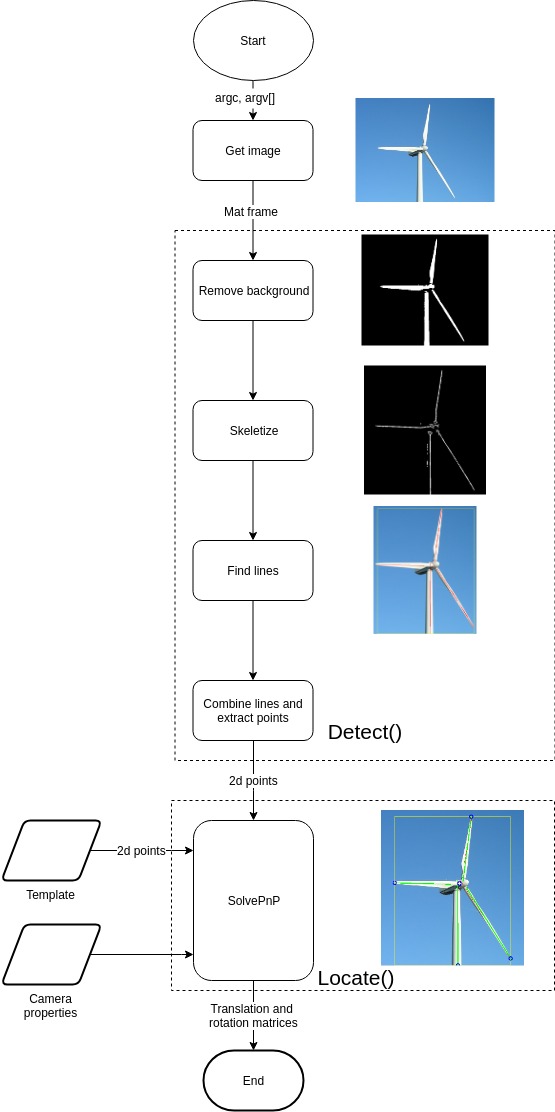 Start
argc, argv[]
Get image
Mat frame
Remove background
Skeletize
Find lines
Combine lines and
extract points
Detect()
2d points
2d points
Template
SolvePnP
Camera
properties
Locate()
Translation and
rotation matrices
End